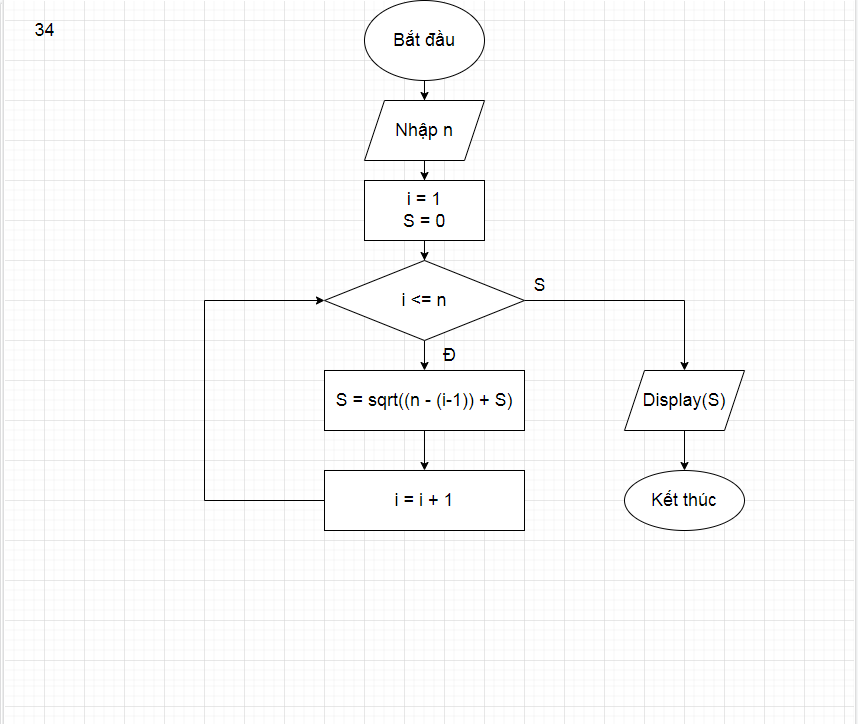 34
Bắt đầu
Nhập n
i = 1
S = 0
i <= n
S
Đ
S = sqrt((n - (i-1)) + S)
Display(S)
i = i + 1
Kết thúc